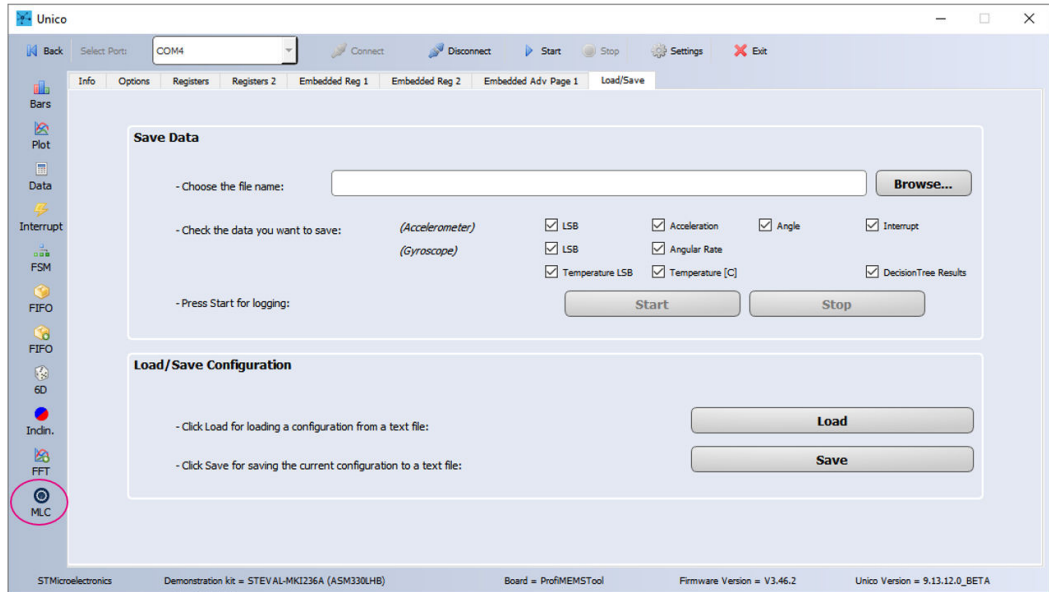 Unico
Back Select Port: COM4 Connect Disconnect Start Stop Settings Exit
Info Options Registers Registers 2 Embedded Reg 1 Embedded Reg 2 Embedded Adv Page 1 Load/Save
Bars
Plot
Data
Interrupt
FSM
FIFO
FIFO
6D
Inclin.
FFT
MLC
Save Data
- Choose the file name: Browse...
- Check the data you want to save: (Accelerometer) LSB Acceleration Angle Interrupt
(Gyroscope) LSB Angular Rate
Temperature LSB Temperature [C] DecisionTree Results
- Press Start for logging: Start Stop
Load/Save Configuration
- Click Load for loading a configuration from a text file: Load
- Click Save for saving the current configuration to a text file: Save
STMicroelectronics Demonstration kit = STEVAL-MKI236A (ASM330LHB) Board = ProfiMEMSTool Firmware Version = V3.46.2 Unico Version = 9.13.12.0_BETA